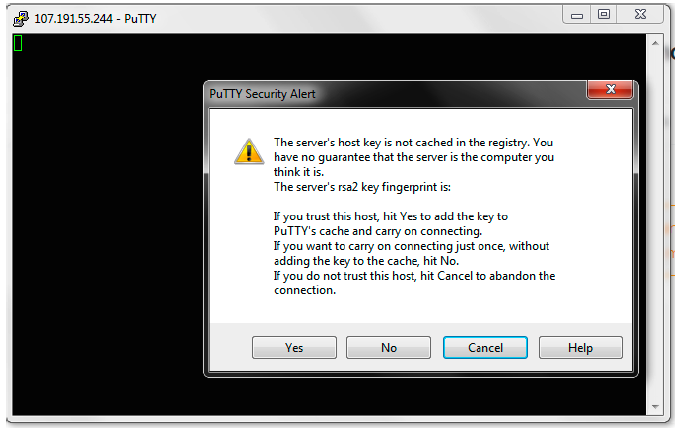 107.191.55.244 - PuTTY
PuTTY Security Alert
The server's host key is not cached in the registry. You
have no guarantee that the server is the computer you
think it is.
The server's rsa2 key fingerprint is:
If you trust this host, hit Yes to add the key to
PuTTY's cache and carry on connecting.
If you want to carry on connecting just once, without
adding the key to the cache, hit No.
If you do not trust this host, hit Cancel to abandon the
connection.
Yes
No
Cancel
Help